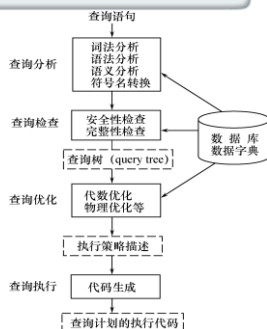 查询语句
查询分析
词法分析
语法分析
语义分析
符号名转换
查询检查
安全性检查
完整性检查
数据库
数据字典
查询树 (query tree)
查询优化
代数优化
物理优化等
执行策略描述
查询执行
代码生成
查询计划的执行代码